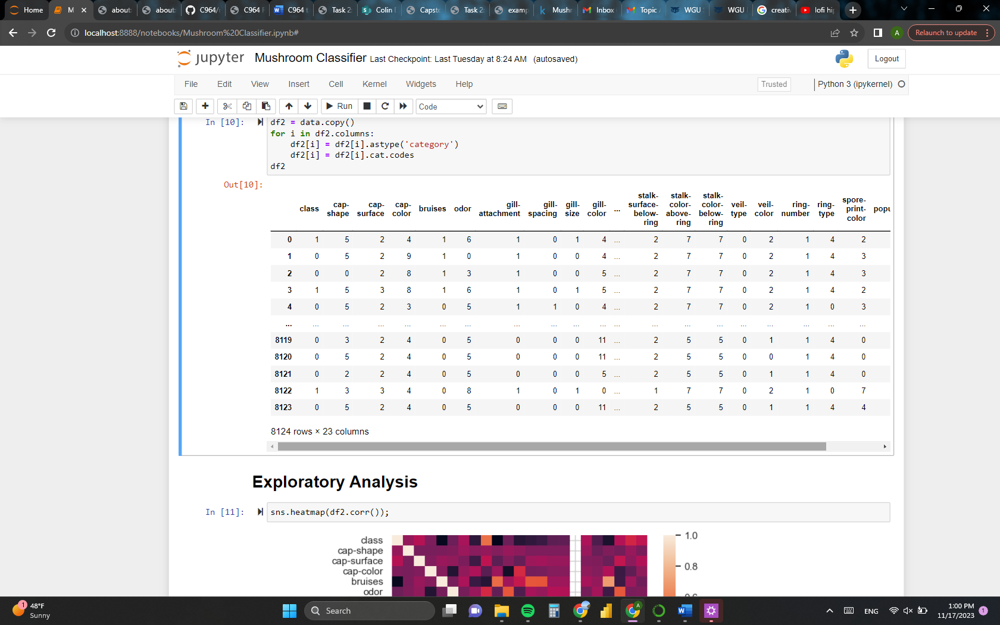 Home
M
about
about:
C964/
C964 F
C964 t
Task 2:
Colin
Capst
Task 2:
examp
Mushr
Inbox
Topic
WGU
WGU
creativ
lofi hip
localhost:8888/notebooks/Mushroom%20Classifier.ipynb#
A
Relaunch to update
jupyter Mushroom Classifier Last Checkpoint: Last Tuesday at 8:24 AM (autosaved)
Logout
File Edit View Insert Cell Kernel Widgets Help
Trusted
Python 3 (ipykernel)
Run
Code
In [10]:
df2 = data.copy()
for i in df2.columns:
    df2[i] = df2[i].astype('category')
    df2[i] = df2[i].cat.codes
df2
Out[10]:
class cap-shape cap-surface cap-color bruises odor gill-attachment gill-spacing gill-size gill-color ... stalk-surface-below-ring stalk-color-above-ring stalk-color-below-ring veil-type veil-color ring-number ring-type spore-print-color popu
0 1 5 2 4 1 6 1 0 1 4 ... 2 7 7 0 2 1 4 2
1 0 5 2 9 1 0 1 0 0 4 ... 2 7 7 0 2 1 4 3
2 0 0 2 8 1 3 1 0 0 5 ... 2 7 7 0 2 1 4 3
3 1 5 3 8 1 6 1 0 1 5 ... 2 7 7 0 2 1 4 2
4 0 5 2 3 0 5 1 1 0 4 ... 2 7 7 0 2 1 0 3
... ... ... ... ... ... ... ... ... ... ... ... ... ... ... ... ... ... ... ...
8119 0 3 2 4 0 5 0 0 0 11 ... 2 5 5 0 1 1 4 0
8120 0 5 2 4 0 5 0 0 0 11 ... 2 5 5 0 0 1 4 0
8121 0 2 2 4 0 5 0 0 0 5 ... 2 5 5 0 1 1 4 0
8122 1 3 3 4 0 8 1 0 1 0 ... 1 7 7 0 2 1 0 7
8123 0 5 2 4 0 5 0 0 0 11 ... 2 5 5 0 1 1 4 4
8124 rows × 23 columns
Exploratory Analysis
In [11]:
sns.heatmap(df2.corr());
class
cap-shape
cap-surface
cap-color
bruises
odor
1.0
0.8
0.6
1
48°F
Sunny
Search
A
ENG
1:00 PM
11/17/2023
1